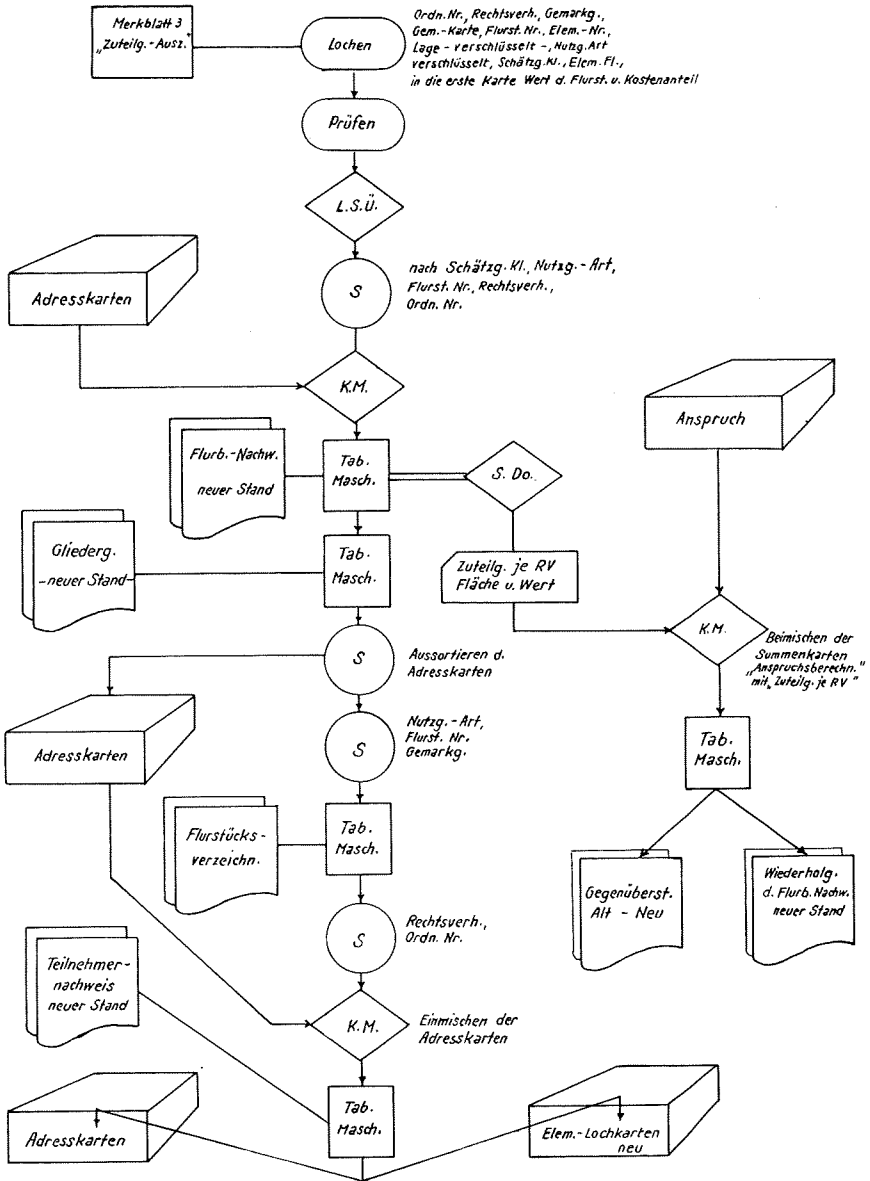 Merkblatt 3
„Zuteilg.-Ausz."
Lochen
Ordn.Nr., Rechtsverh., Gemarkg.,
Gem.-Karte, Flurst. Nr., Elem.-Nr.,
Lage - verschlüsselt -, Nutzg. Art
verschlüsselt, Schätzg. Kl., Elem. Fl.,
in die erste Karte Wert d. Flurst. u. Kostenanteil
Prüfen
L.S.Ü.
Adresskarten
S
nach Schätzg. Kl., Nutzg. - Art,
Flurst. Nr., Rechtsverh.,
Ordn. Nr.
K.M.
Anspruch
Flurb.-Nachw.
neuer Stand
Tab.
Masch.
S. Do.
Gliederg.
-neuer Stand-
Tab.
Masch.
Zuteilg. je RV
Fläche u. Wert
K.M.
Beimischen der
Summenkarten
„Anspruchsberechn."
mit „Zuteilg. je RV"
S
Aussortieren d.
Adresskarten
Adresskarten
S
Nutzg. - Art,
Flurst. Nr.
Gemarkg.
Tab.
Masch.
Flurstücks-
verzeichn.
Tab.
Masch.
Gegenüberst.
Alt - Neu
Wiederholg.
d. Flurb. Nachw.
neuer Stand
S
Rechtsverh.,
Ordn. Nr.
Teilnehmer-
nachweis
neuer Stand
K.M.
Einmischen der
Adresskarten
Adresskarten
Tab.
Masch.
Elem.-Lochkarten
neu